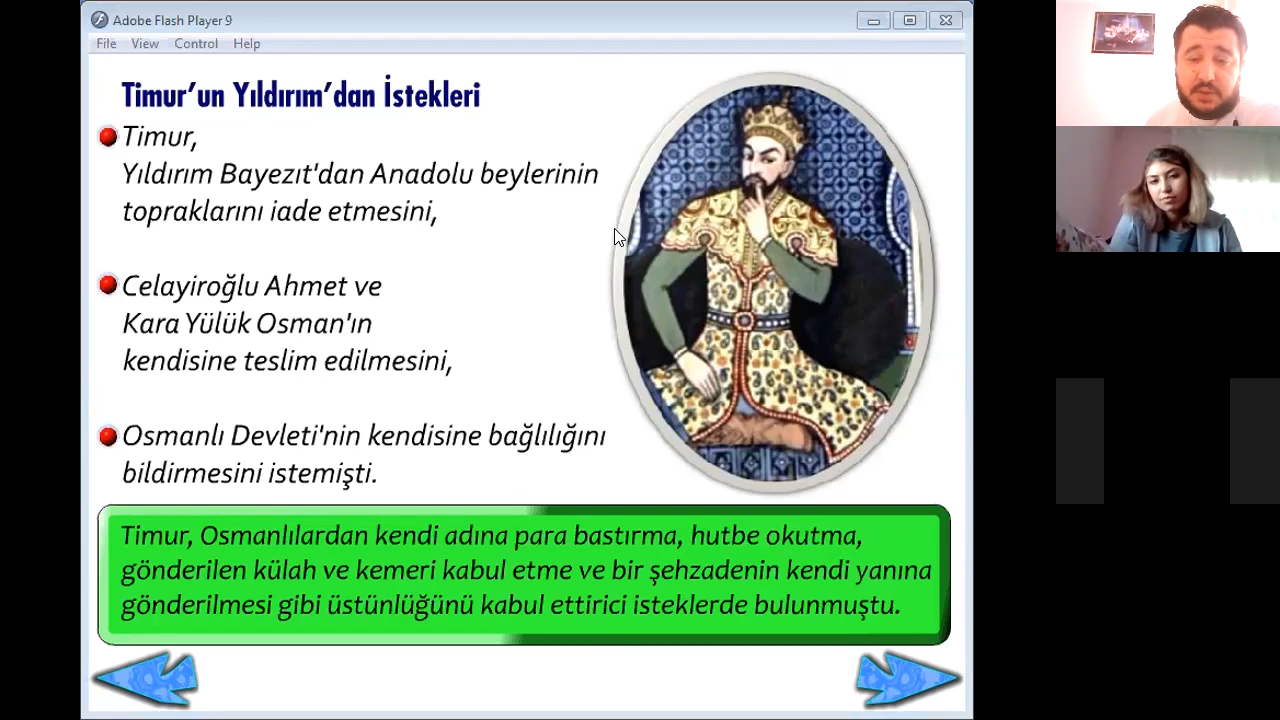 Adobe Flash Player 9
File View Control Help
Timur'un Yıldırım'dan İstekleri
Timur,
Yıldırım Bayezıt'dan Anadolu beylerinin
topraklarını iade etmesini,
Celayiroğlu Ahmet ve
Kara Yülük Osman'ın
kendisine teslim edilmesini,
Osmanlı Devleti'nin kendisine bağlılığını
bildirmesini istemişti.
Timur, Osmanlılardan kendi adına para bastırma, hutbe okutma,
gönderilen külah ve kemeri kabul etme ve bir şehzadenin kendi yanına
gönderilmesi gibi üstünlüğünü kabul ettirici isteklerde bulunmuştu.